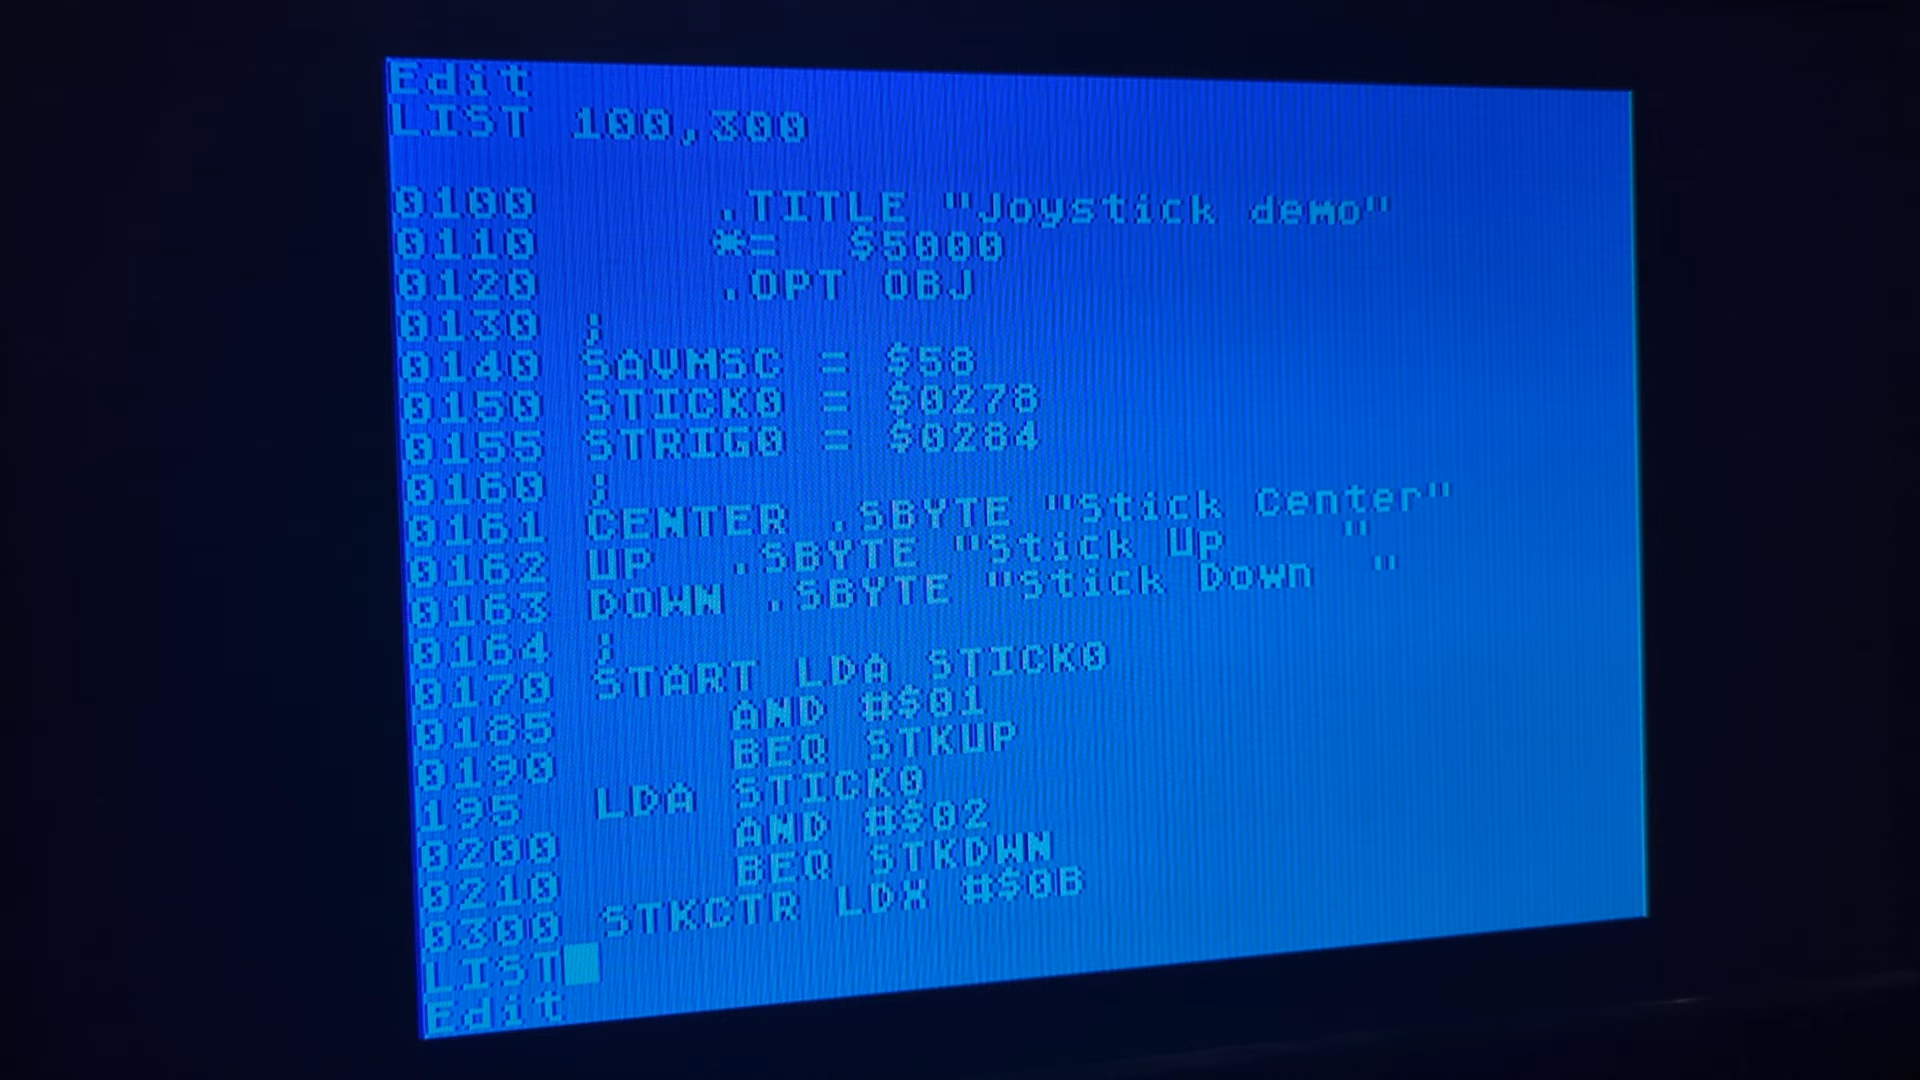 Edit
LIST 100,300
0100 .TITLE "Joystick demo"
0110 *= $5000
0120 .OPT OBJ
0130 ;
0140 SAVMSC = $58
0150 STICK0 = $0278
0155 STRIG0 = $0284
0160 ;
0161 CENTER .SBYTE "Stick Center"
0162 UP .SBYTE "Stick Up    "
0163 DOWN .SBYTE "Stick Down  "
0164 ;
0170 START LDA STICK0
0185 AND #$01
0190 BEQ STKUP
195 LDA STICK0
0200 AND #$02
0210 BEQ STKDWN
0300 STKCTR LDX #$0B
LIST
Edit